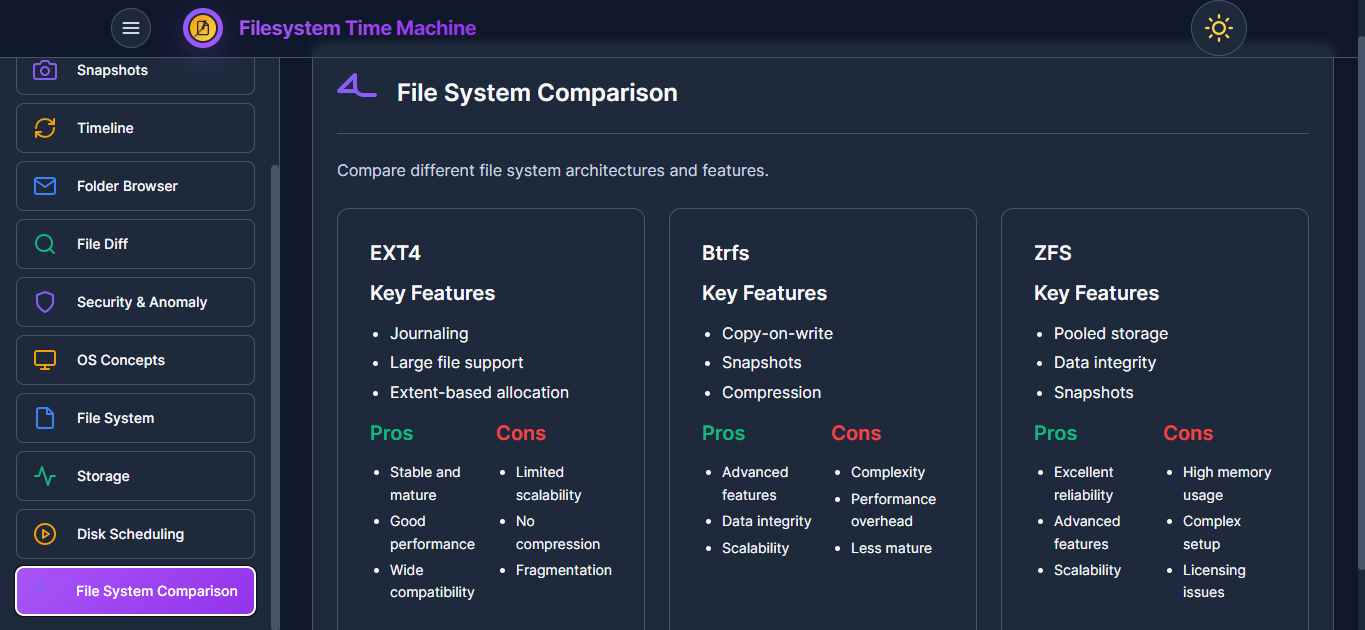 Filesystem Time Machine
Snapshots
Timeline
Folder Browser
File Diff
Security & Anomaly
OS Concepts
File System
Storage
Disk Scheduling
File System Comparison
File System Comparison
Compare different file system architectures and features.
EXT4
Key Features
Journaling
Large file support
Extent-based allocation
Pros
Stable and
mature
Good
performance
Wide
compatibility
Cons
Limited
scalability
No
compression
Fragmentation
Btrfs
Key Features
Copy-on-write
Snapshots
Compression
Pros
Advanced
features
Data integrity
Scalability
Cons
Complexity
Performance
overhead
Less mature
ZFS
Key Features
Pooled storage
Data integrity
Snapshots
Pros
Excellent
reliability
Advanced
features
Scalability
Cons
High memory
usage
Complex
setup
Licensing
issues